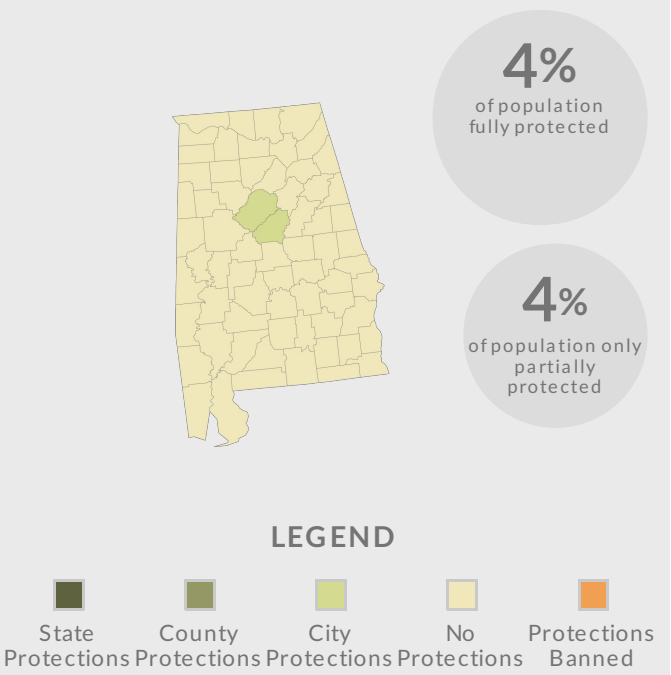 4%
of population
fully protected
4%
of population only
partially
protected
LEGEND
State
Protections
County
Protections
City
Protections
No
Protections
Protections
Banned